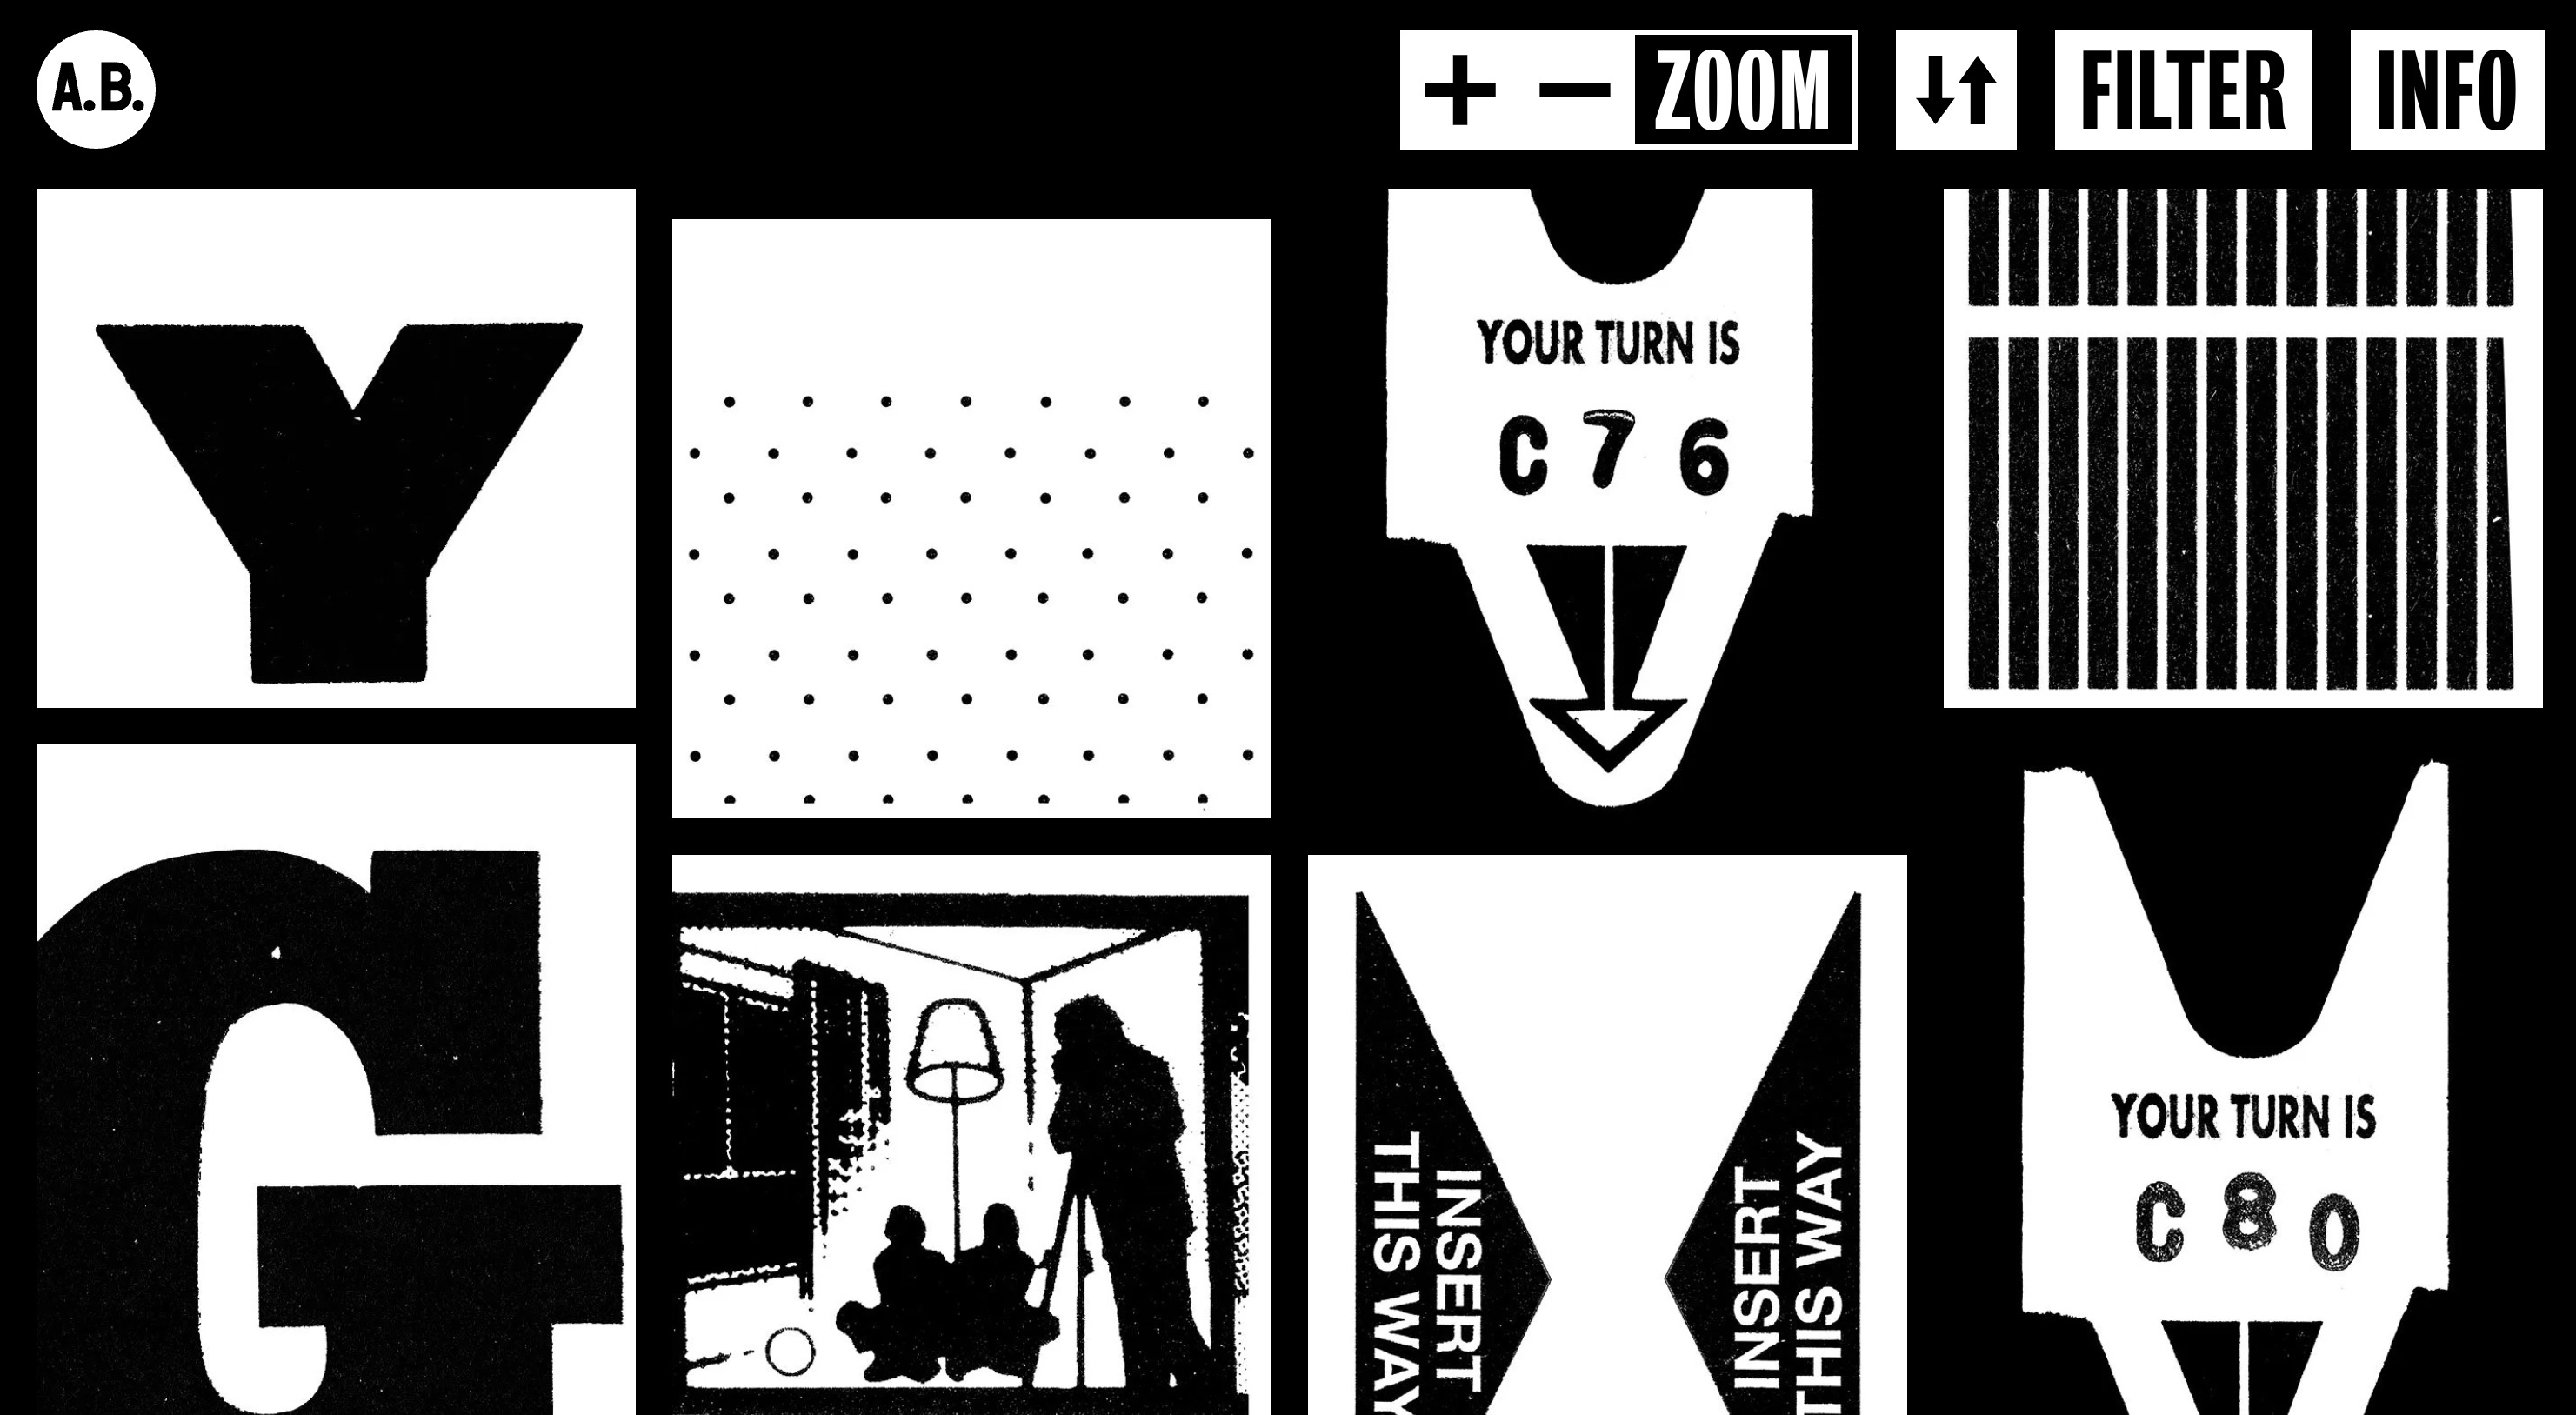 A.B.
+ − ZOOM
↓↑
FILTER
INFO
Y
YOUR TURN IS
C 7 6
G
INSERT
THIS WAY
INSERT
THIS WAY
YOUR TURN IS
C 8 0